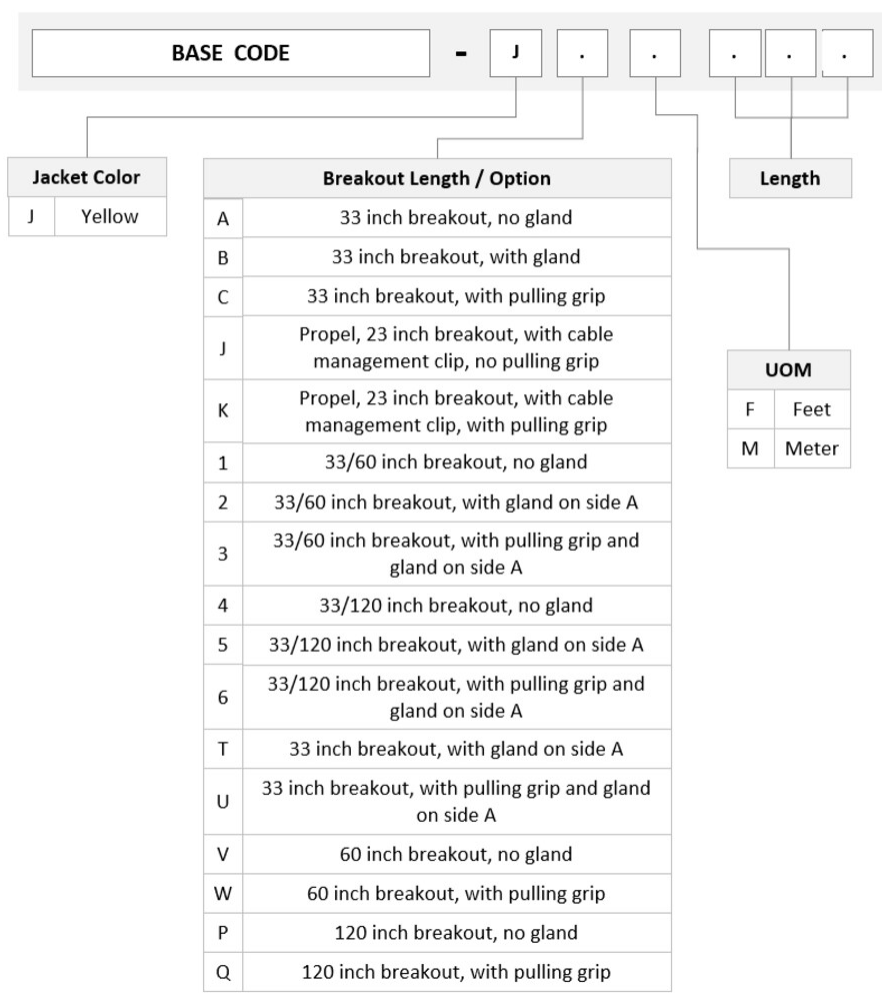 BASE CODE - J . . . . .
Jacket Color
J Yellow
Breakout Length / Option
A 33 inch breakout, no gland
B 33 inch breakout, with gland
C 33 inch breakout, with pulling grip
J Propel, 23 inch breakout, with cable
management clip, no pulling grip
K Propel, 23 inch breakout, with cable
management clip, with pulling grip
1 33/60 inch breakout, no gland
2 33/60 inch breakout, with gland on side A
3 33/60 inch breakout, with pulling grip and
gland on side A
4 33/120 inch breakout, no gland
5 33/120 inch breakout, with gland on side A
6 33/120 inch breakout, with pulling grip and
gland on side A
T 33 inch breakout, with gland on side A
U 33 inch breakout, with pulling grip and gland
on side A
V 60 inch breakout, no gland
W 60 inch breakout, with pulling grip
P 120 inch breakout, no gland
Q 120 inch breakout, with pulling grip
Length
UOM
F Feet
M Meter